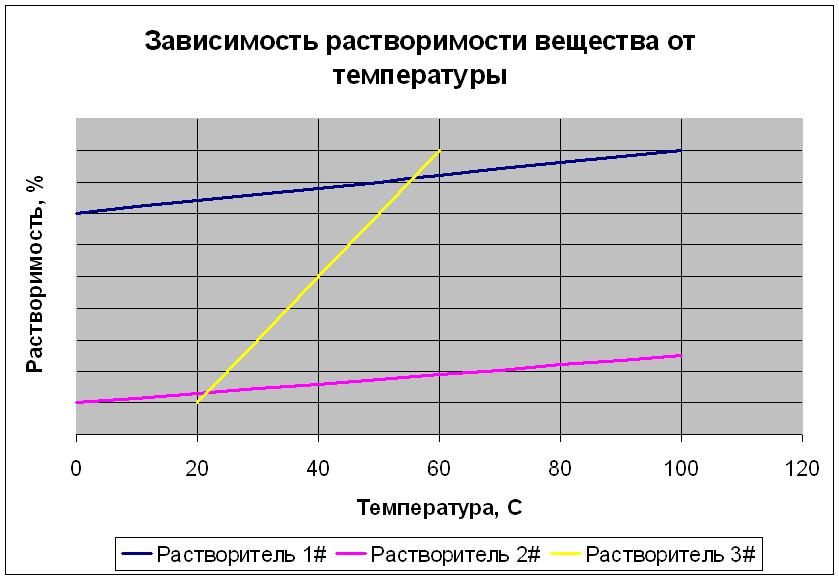 Зависимость растворимости вещества от
температуры
Растворимость, %
0 20 40 60 80 100 120
Температура, С
Растворитель 1# Растворитель 2# Растворитель 3#